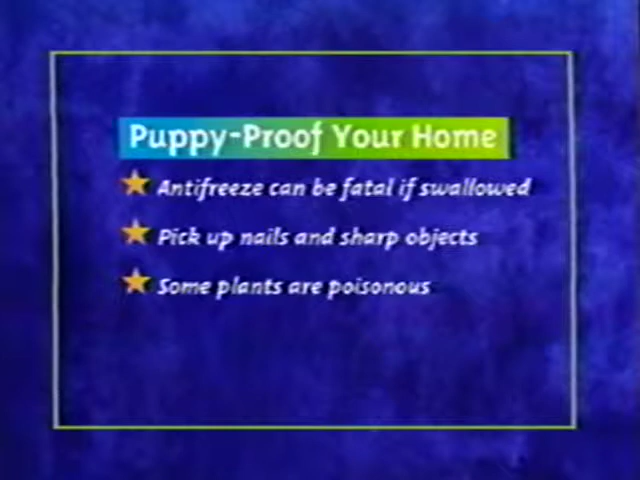 Puppy-Proof Your Home
Antifreeze can be fatal if swallowed
Pick up nails and sharp objects
Some plants are poisonous